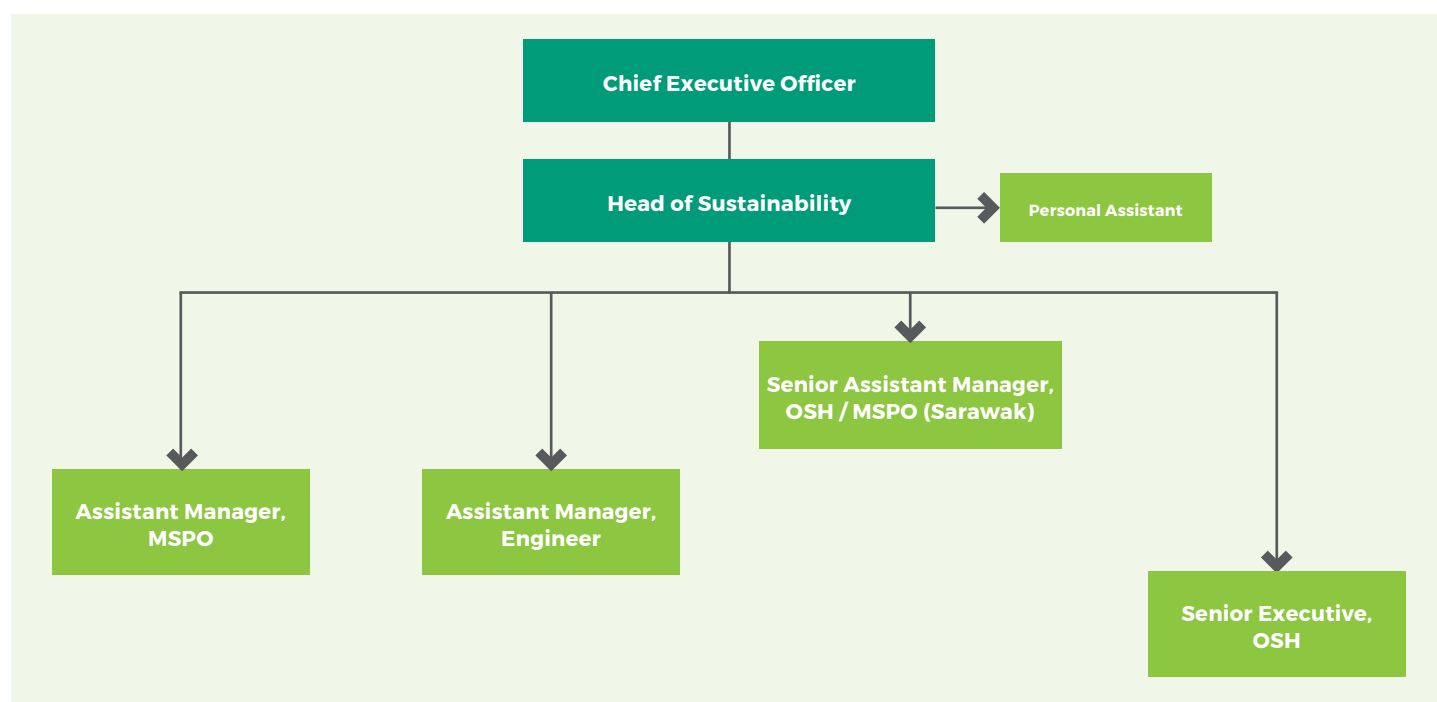 Chief Executive Officer
Head of Sustainability
Personal Assistant
Senior Assistant Manager,
OSH / MSPO (Sarawak)
Assistant Manager,
MSPO
Assistant Manager,
Engineer
Senior Executive,
OSH